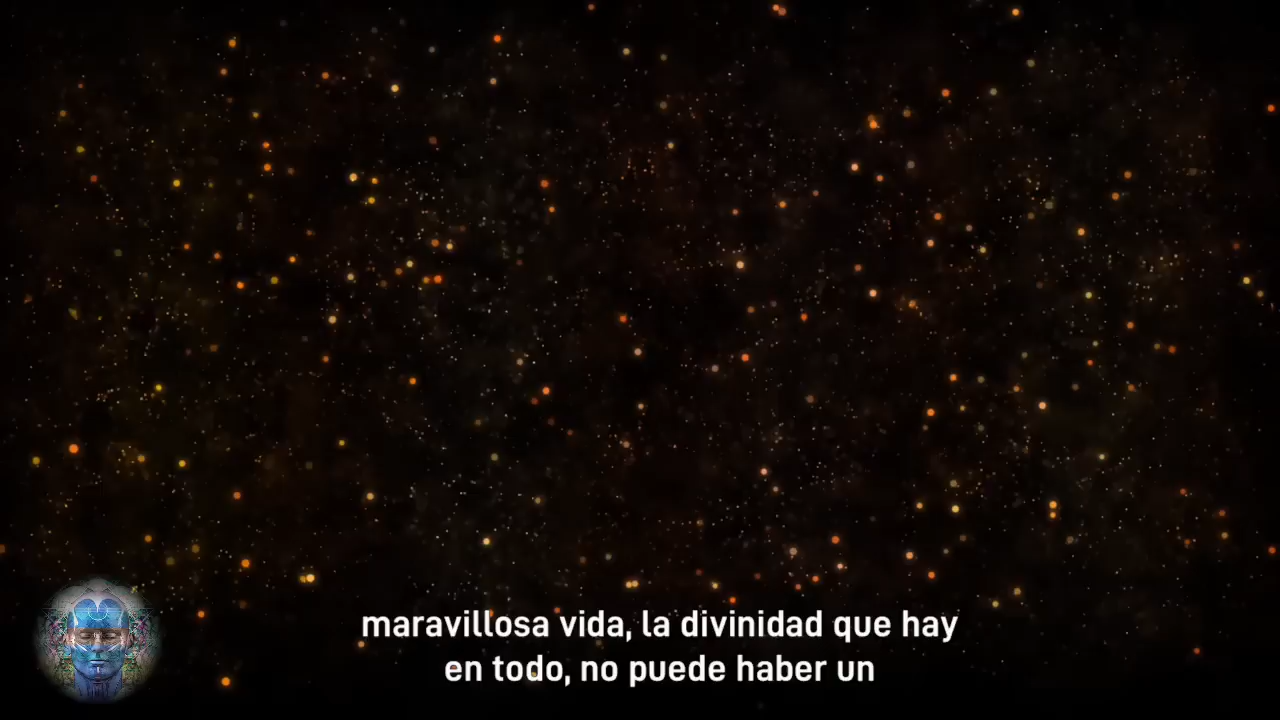 maravillosa vida, la divinidad que hay
en todo, no puede haber un